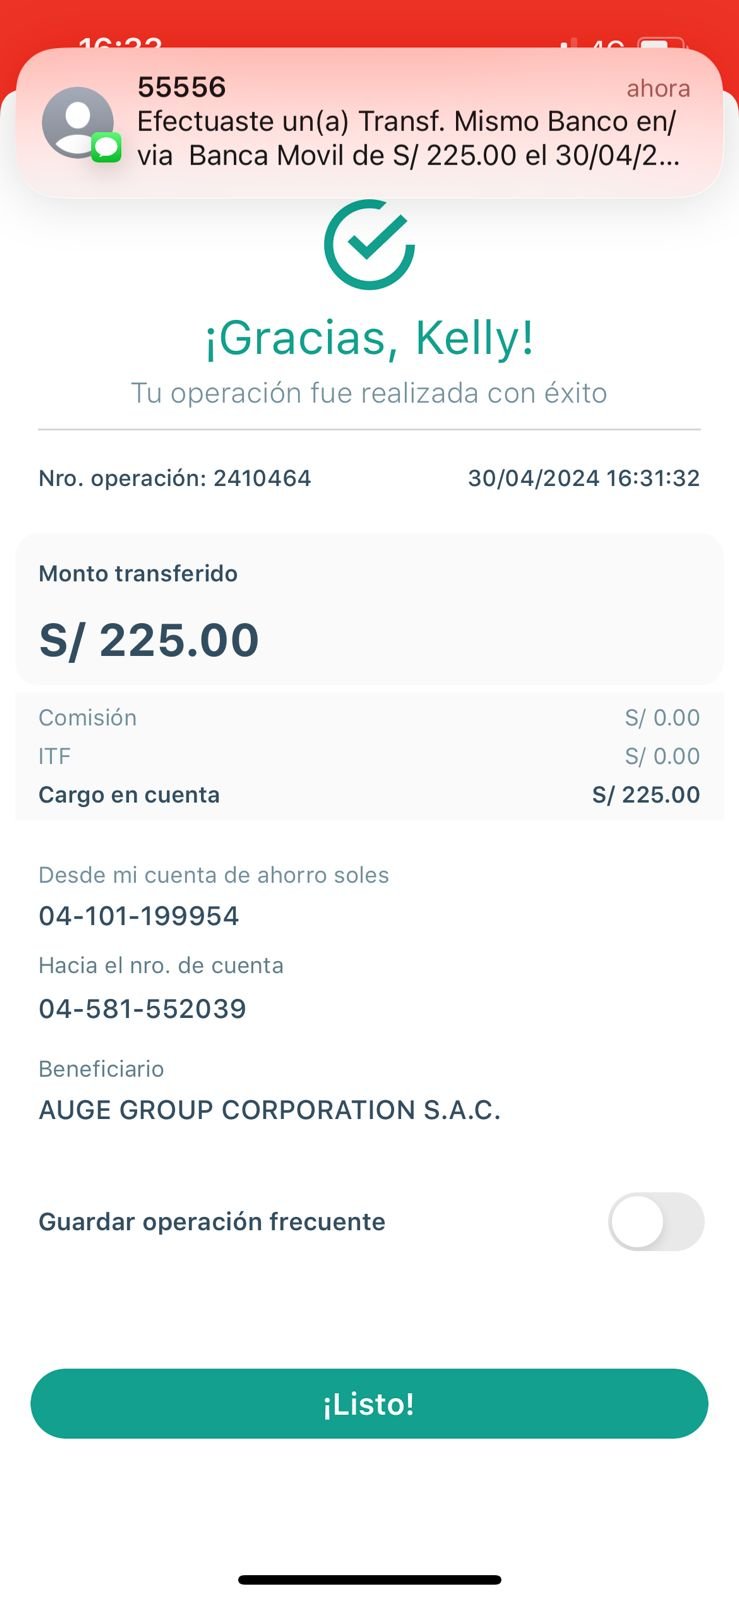 55556
ahora
Efectuaste un(a) Transf. Mismo Banco en/
via Banca Movil de S/ 225.00 el 30/04/2...
¡Gracias, Kelly!
Tu operación fue realizada con éxito
Nro. operación: 2410464
30/04/2024 16:31:32
Monto transferido
S/ 225.00
Comisión
S/ 0.00
ITF
S/ 0.00
Cargo en cuenta
S/ 225.00
Desde mi cuenta de ahorro soles
04-101-199954
Hacia el nro. de cuenta
04-581-552039
Beneficiario
AUGE GROUP CORPORATION S.A.C.
Guardar operación frecuente
¡Listo!